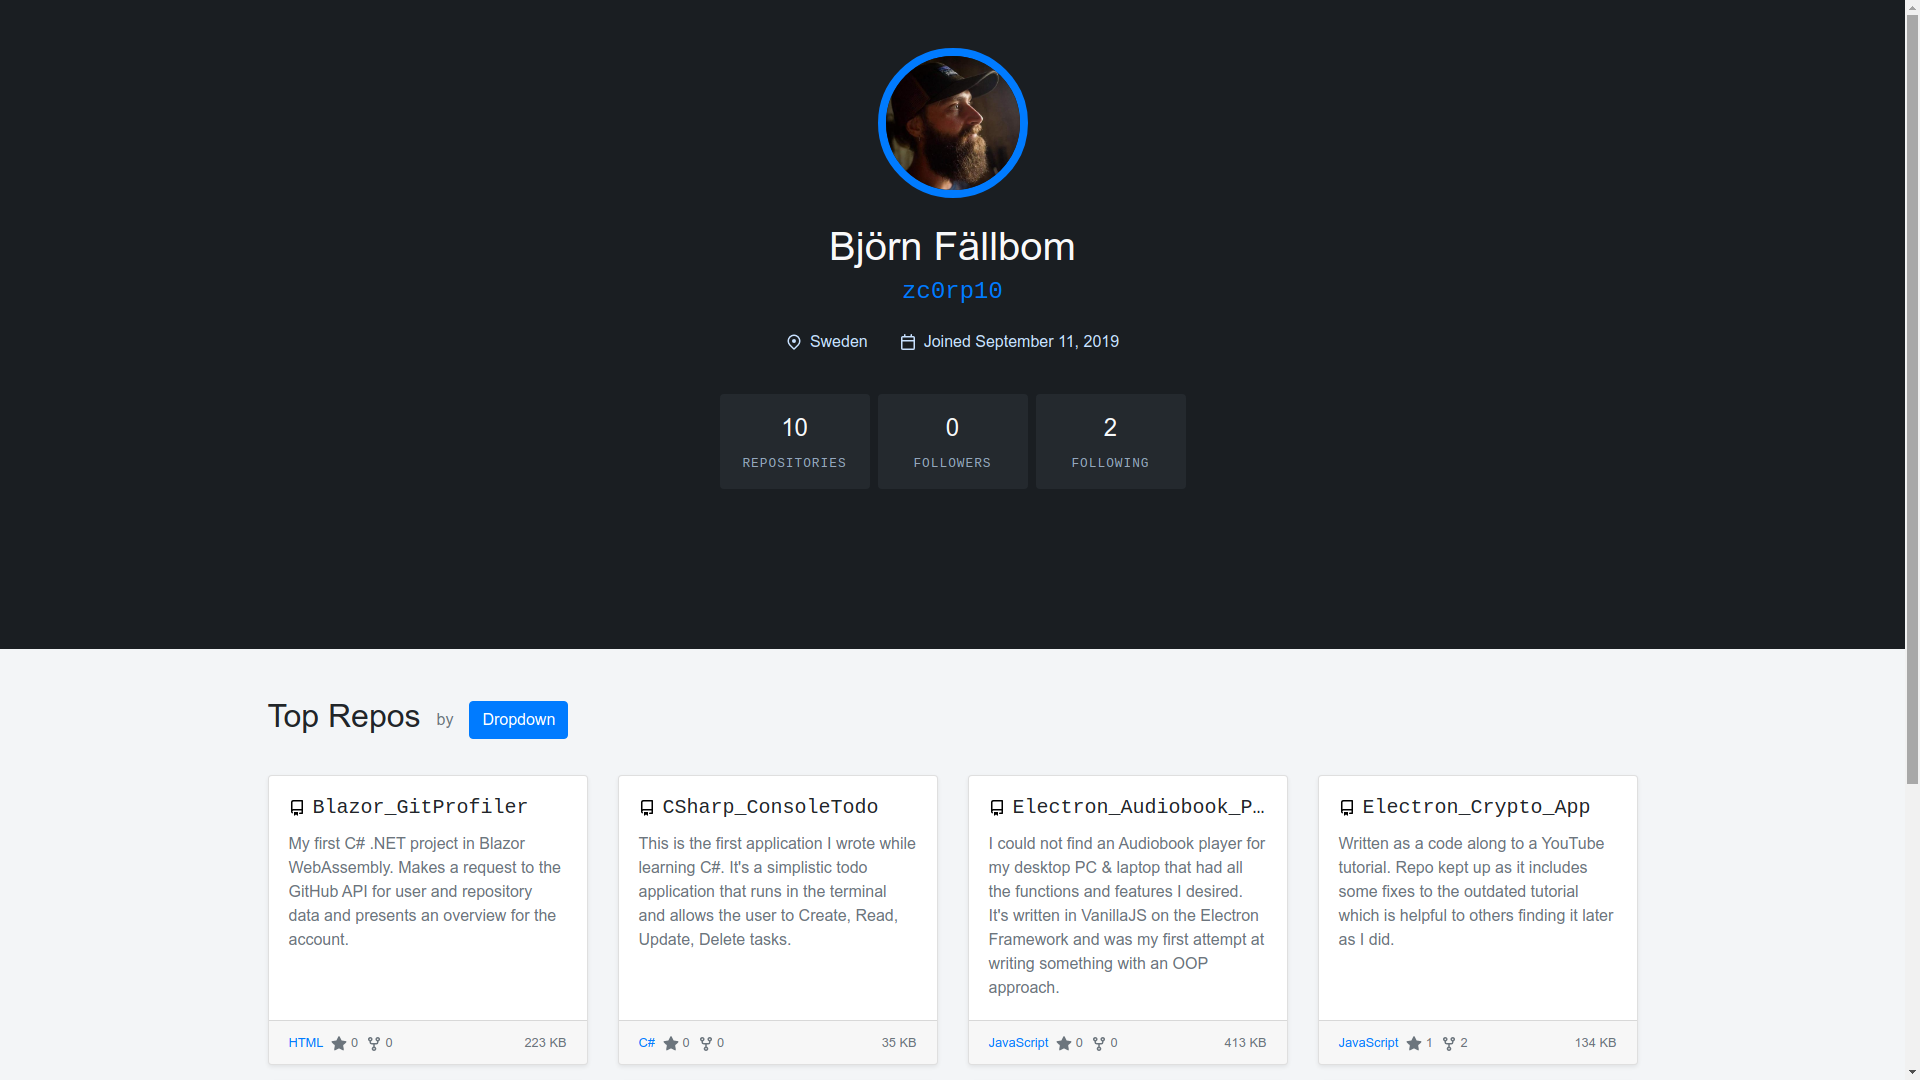 Björn Fällbom
zc0rp10
Sweden Joined September 11, 2019
10 0 2
REPOSITORIES FOLLOWERS FOLLOWING
Top Repos by Dropdown
Blazor_GitProfiler
My first C# .NET project in Blazor
WebAssembly. Makes a request to the
GitHub API for user and repository
data and presents an overview for the
account.
HTML 0 0 223 KB
CSharp_ConsoleTodo
This is the first application I wrote while
learning C#. It's a simplistic todo
application that runs in the terminal
and allows the user to Create, Read,
Update, Delete tasks.
C# 0 0 35 KB
Electron_Audiobook_P…
I could not find an Audiobook player for
my desktop PC & laptop that had all
the functions and features I desired.
It's written in VanillaJS on the Electron
Framework and was my first attempt at
writing something with an OOP
approach.
JavaScript 0 0 413 KB
Electron_Crypto_App
Written as a code along to a YouTube
tutorial. Repo kept up as it includes
some fixes to the outdated tutorial
which is helpful to others finding it later
as I did.
JavaScript 1 2 134 KB